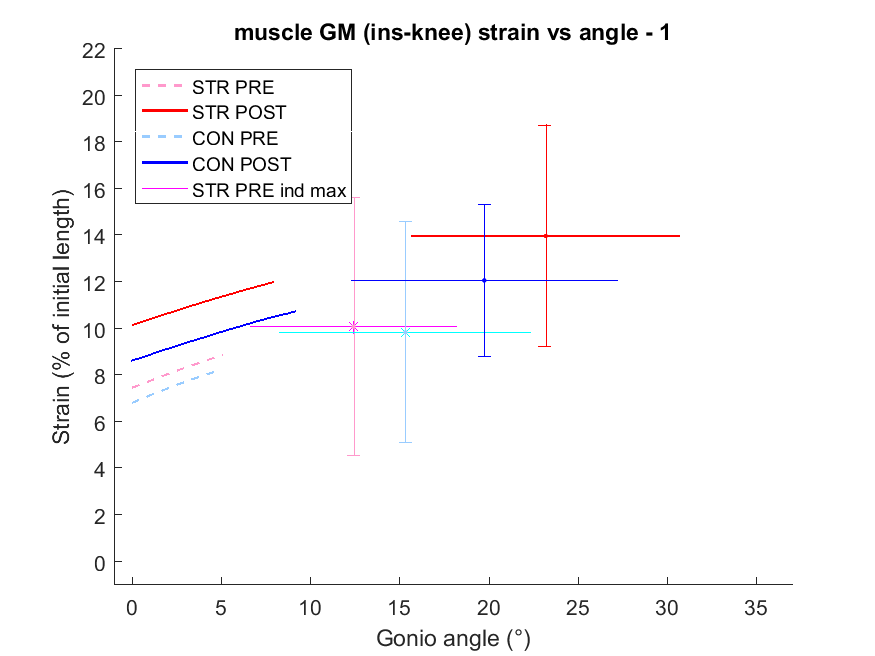 muscle GM (ins-knee) strain vs angle - 1
22
20
18
16
14
12
10
8
6
4
2
0
Strain (% of initial length)
STR PRE
STR POST
CON PRE
CON POST
STR PRE ind max
0 5 10 15 20 25 30 35
Gonio angle (°)